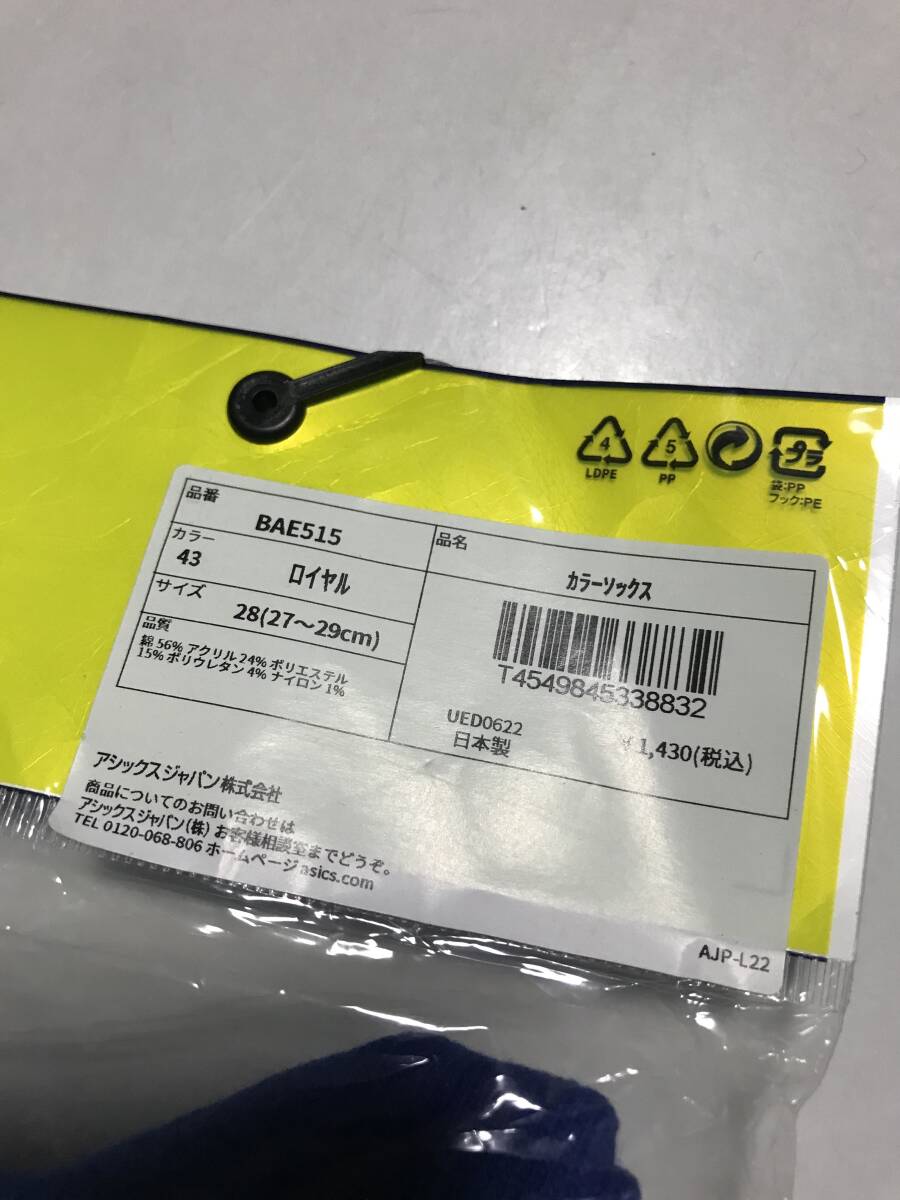 4
LDPE
5
PP
プラ
袋:PP
フック:PE
品番
BAE515
カラー
43 ロイヤル
サイズ
28(27～29cm)
品質
綿 56% アクリル 24% ポリエステル
15% ポリウレタン 4% ナイロン 1%
品名
カラーソックス
T4549845338832
UED0622
日本製
¥1,430(税込)
アシックスジャパン株式会社
商品についてのお問い合わせは
アシックスジャパン(株) お客様相談室までどうぞ。
TEL 0120-068-806 ホームページ asics.com
AJP-L22